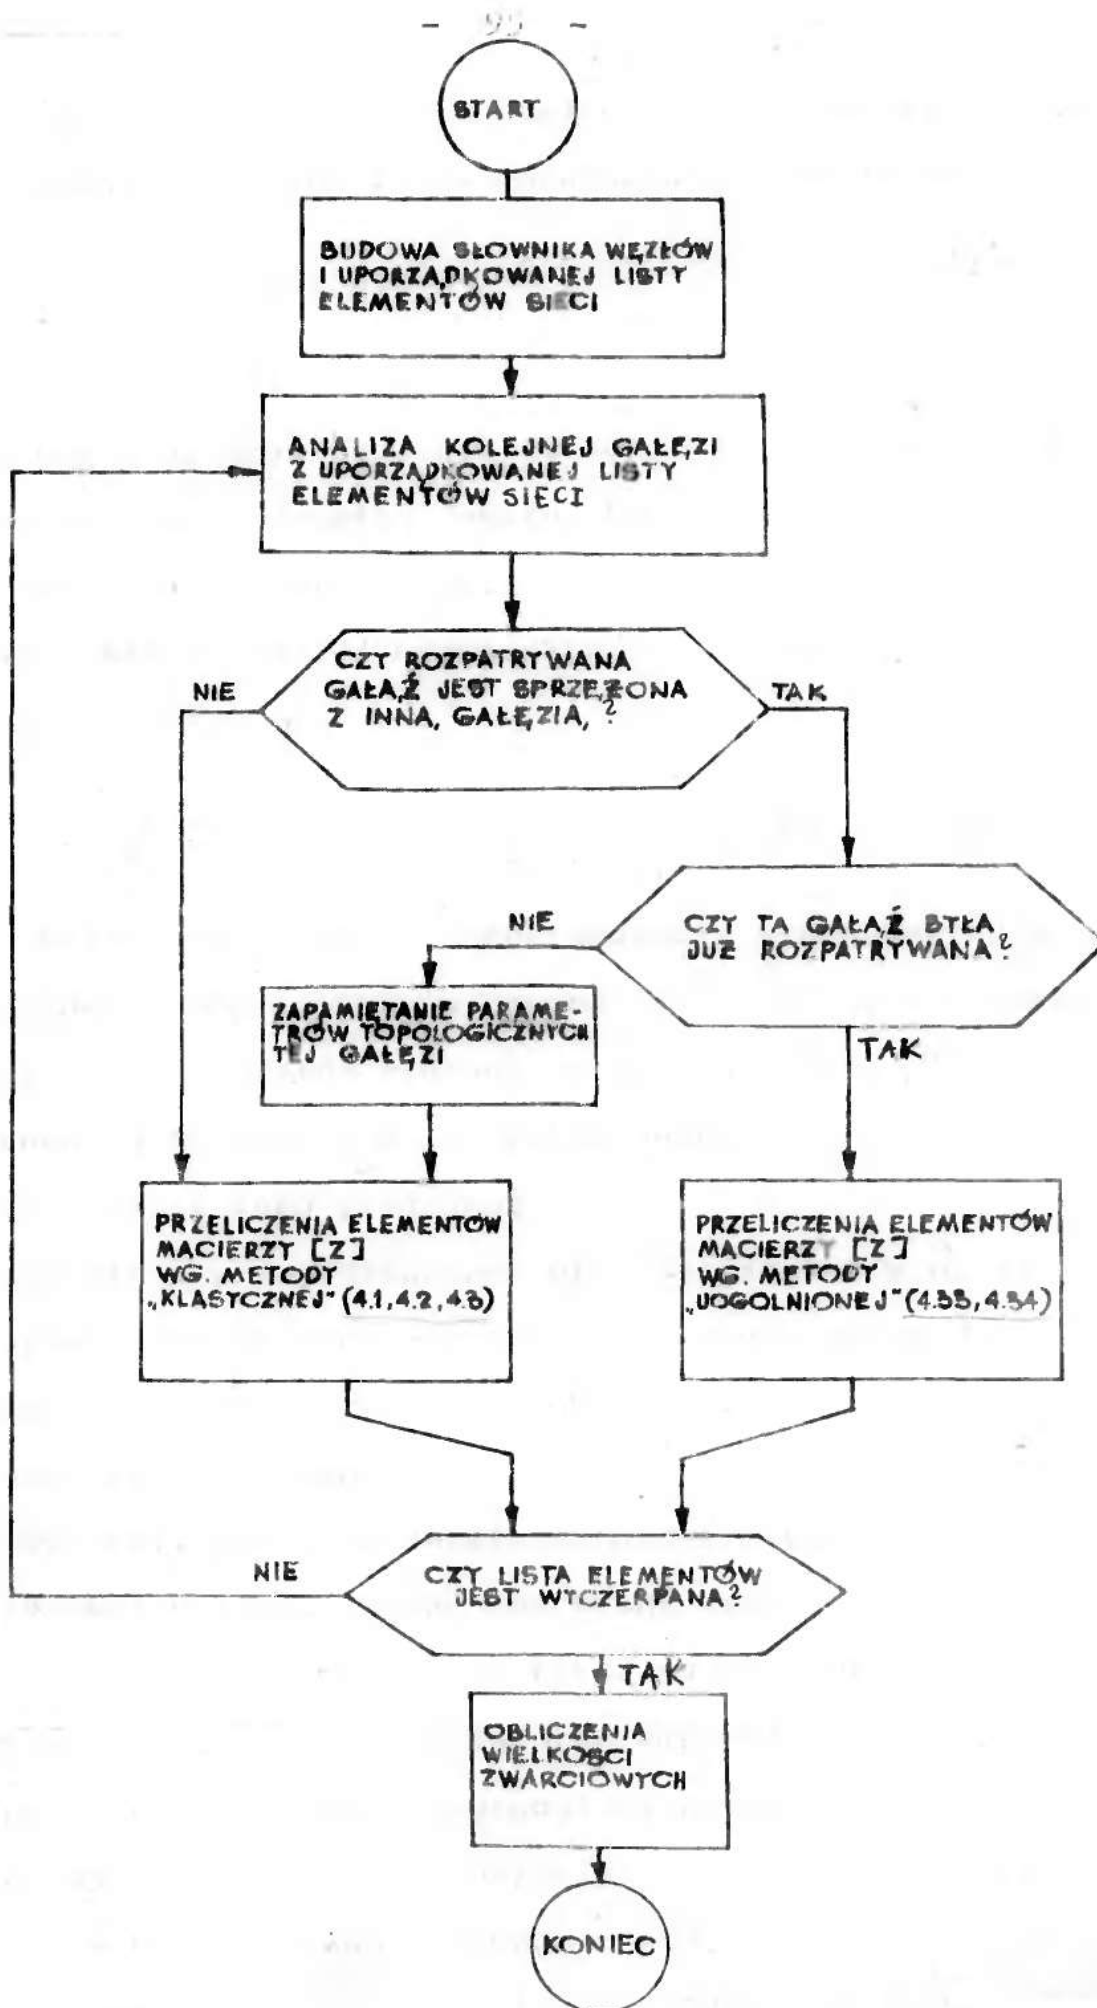 - 95 -
START
BUDOWA SŁOWNIKA WĘZŁÓW
I UPORZĄDKOWANEJ LISTY
ELEMENTÓW SIECI
ANALIZA KOLEJNEJ GAŁĘZI
Z UPORZĄDKOWANEJ LISTY
ELEMENTÓW SIECI
CZY ROZPATRYWANA
GAŁĄŹ JEST SPRZĘŻONA
Z INNĄ GAŁĘZIĄ?
NIE
TAK
CZY TA GAŁĄŹ BYŁA
JUŻ ROZPATRYWANA?
NIE
TAK
ZAPAMIĘTANIE PARAME-
TRÓW TOPOLOGICZNYCH
TEJ GAŁĘZI
PRZELICZENIA ELEMENTÓW
MACIERZY [Z]
WG. METODY
„KLASYCZNEJ" (4.1, 4.2, 4.3)
PRZELICZENIA ELEMENTÓW
MACIERZY [Z]
WG. METODY
„UOGOLNIONEJ" (4.33, 4.34)
CZY LISTA ELEMENTÓW
JEST WYCZERPANA?
NIE
TAK
OBLICZENIA
WIELKOŚCI
ZWARCIOWYCH
KONIEC